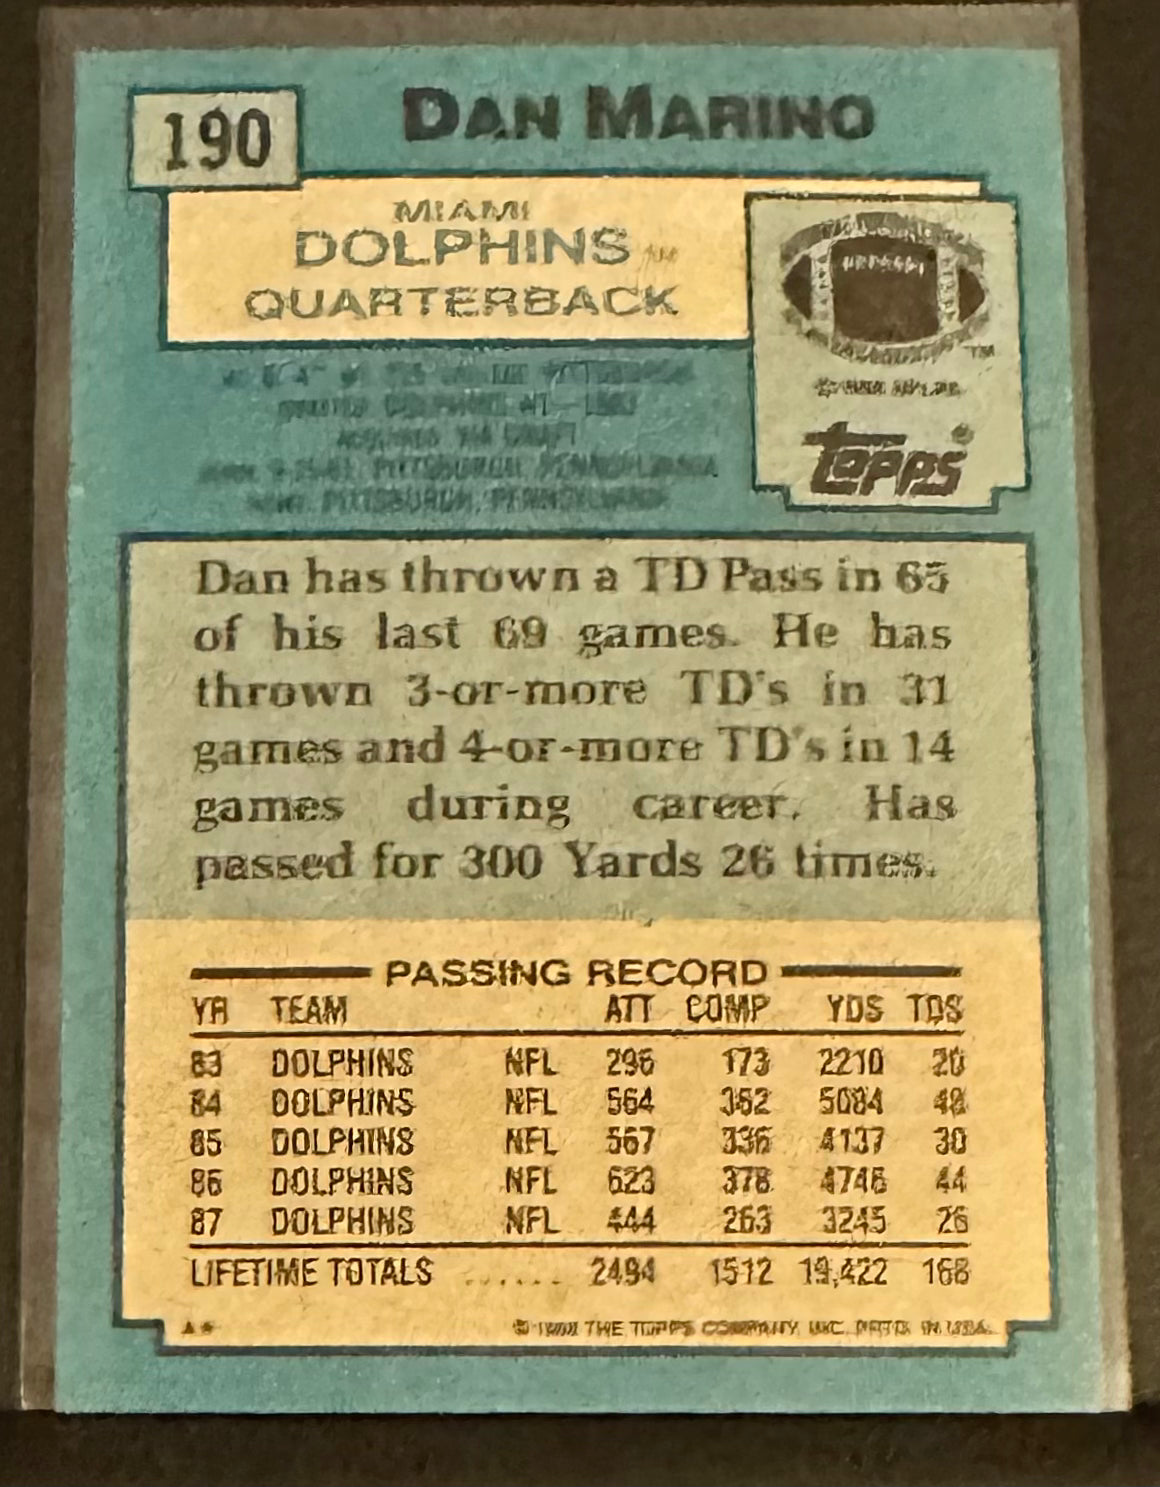 190
DAN MARINO
MIAMI
DOLPHINS
QUARTERBACK
TM
TOPPS
PITTSBURGH, PENNSYLVANIA
PITTSBURGH, PENNSYLVANIA
Dan has thrown a TD Pass in 65
of his last 69 games. He has
thrown 3-or-more TD's in 31
games and 4-or-more TD's in 14
games during career. Has
passed for 300 Yards 26 times.
PASSING RECORD
YR TEAM ATT COMP YDS TDS
83 DOLPHINS NFL 296 173 2210 20
84 DOLPHINS NFL 564 362 5084 48
85 DOLPHINS NFL 567 336 4137 30
86 DOLPHINS NFL 623 378 4746 44
87 DOLPHINS NFL 444 263 3245 26
LIFETIME TOTALS ...... 2494 1512 19,422 168
© THE TOPPS COMPANY, INC. PRTD. IN U.S.A.